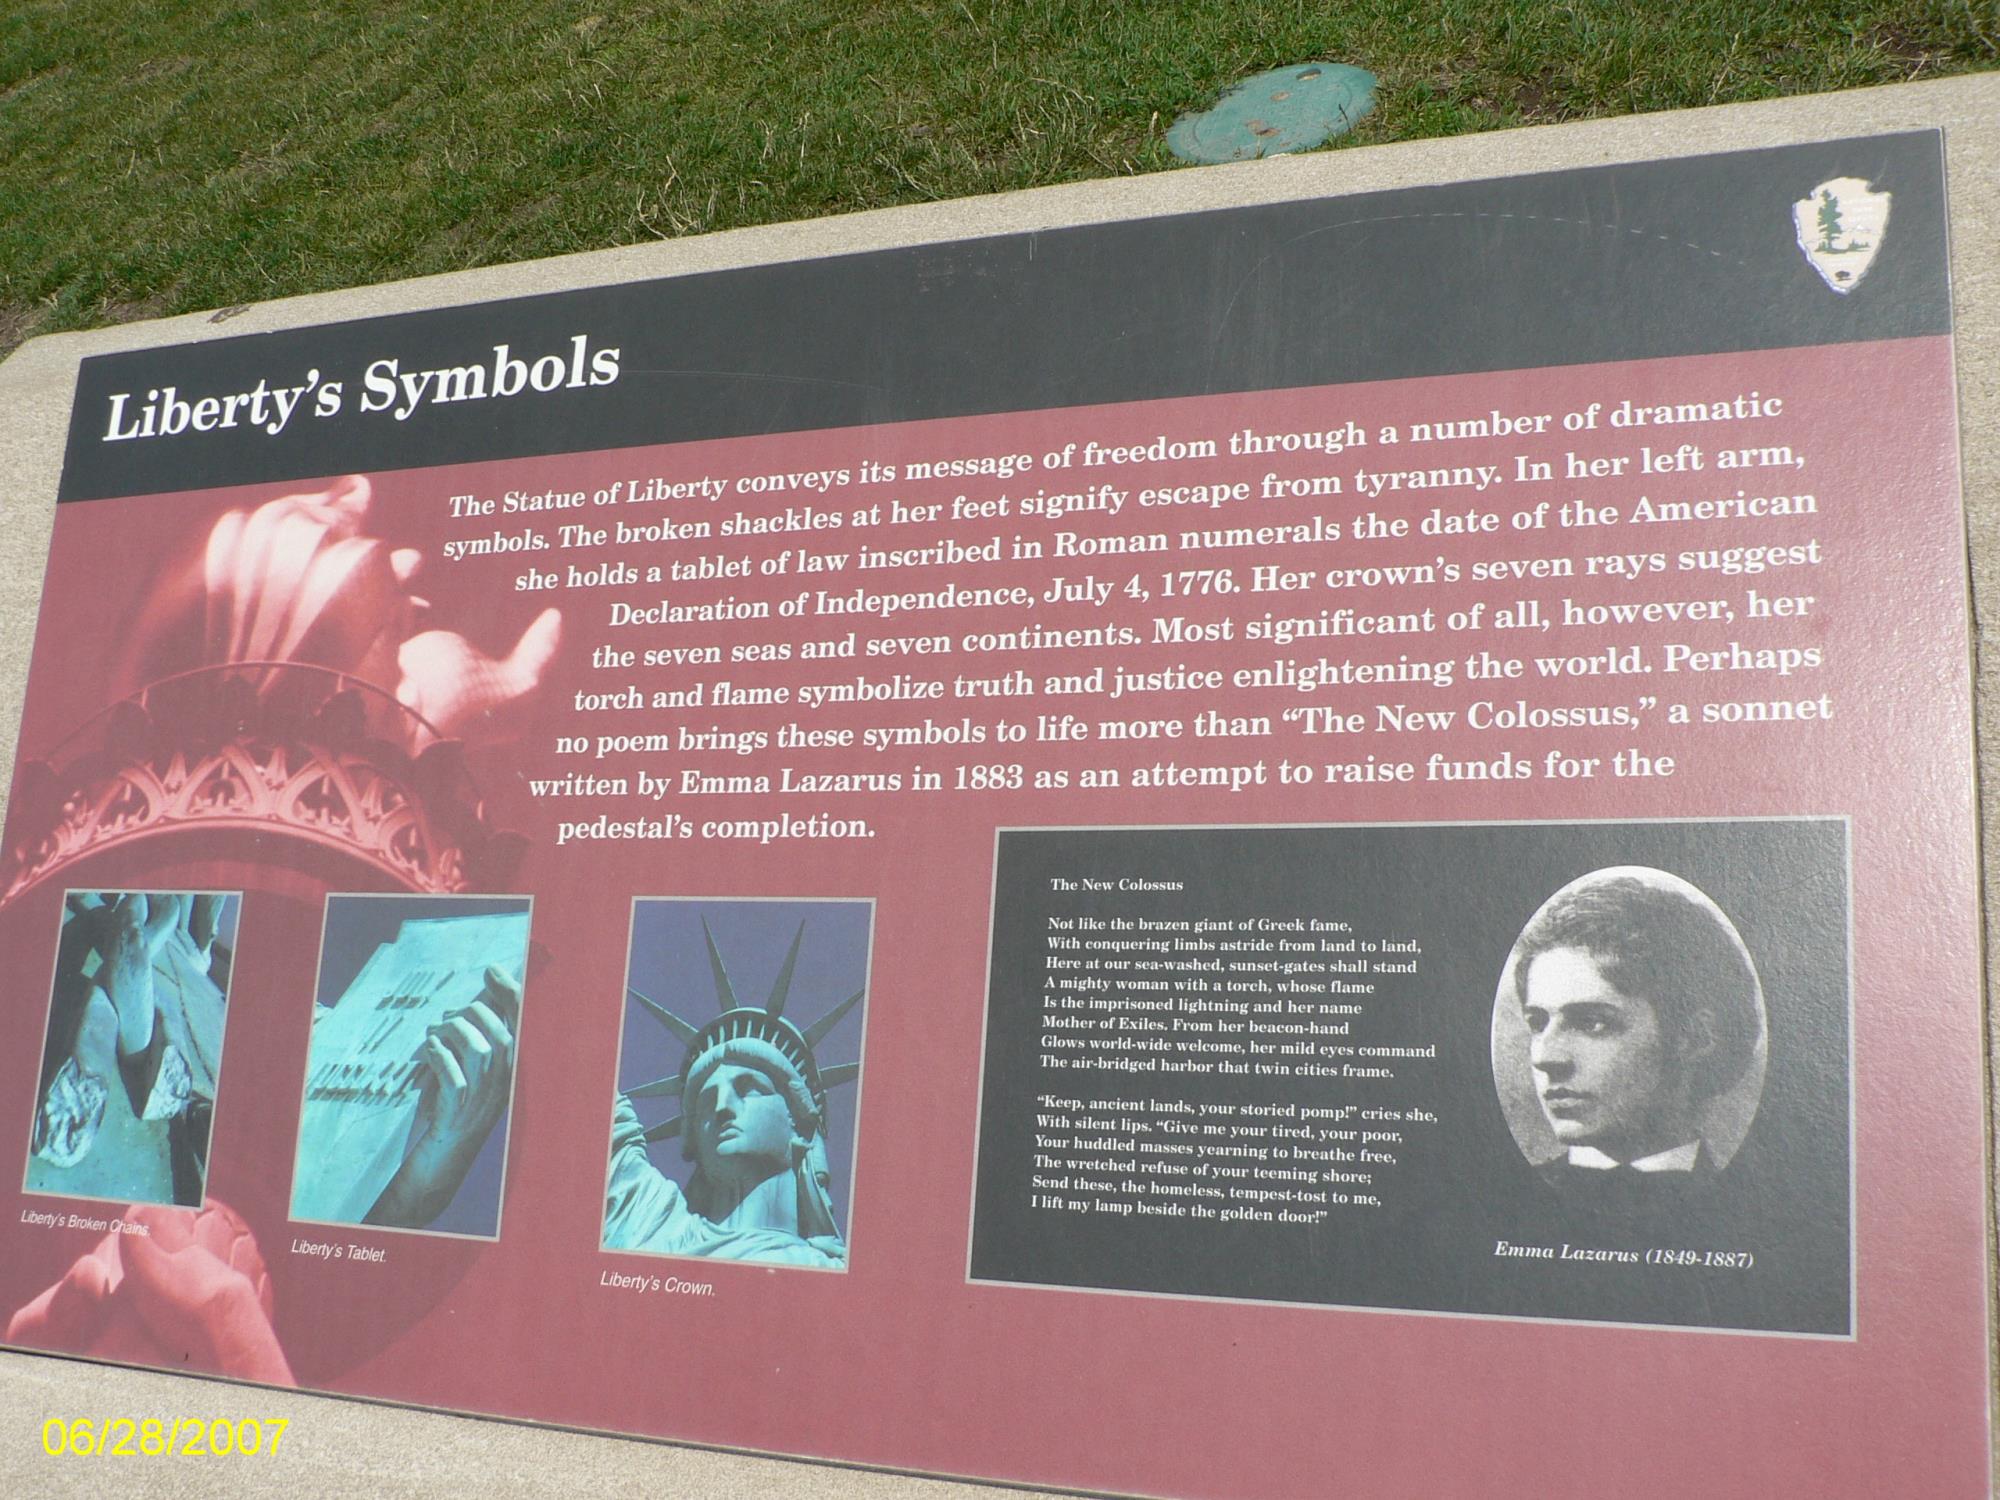 Liberty's Symbols
The Statue of Liberty conveys its message of freedom through a number of dramatic
symbols. The broken shackles at her feet signify escape from tyranny. In her left arm,
she holds a tablet of law inscribed in Roman numerals the date of the American
Declaration of Independence, July 4, 1776. Her crown's seven rays suggest
the seven seas and seven continents. Most significant of all, however, her
torch and flame symbolize truth and justice enlightening the world. Perhaps
no poem brings these symbols to life more than “The New Colossus,” a sonnet
written by Emma Lazarus in 1883 as an attempt to raise funds for the
pedestal's completion.
Liberty's Broken Chains.
Liberty's Tablet.
Liberty's Crown.
The New Colossus
Not like the brazen giant of Greek fame,
With conquering limbs astride from land to land,
Here at our sea-washed, sunset-gates shall stand
A mighty woman with a torch, whose flame
Is the imprisoned lightning and her name
Mother of Exiles. From her beacon-hand
Glows world-wide welcome, her mild eyes command
The air-bridged harbor that twin cities frame.
“Keep, ancient lands, your storied pomp!” cries she,
With silent lips. “Give me your tired, your poor,
Your huddled masses yearning to breathe free,
The wretched refuse of your teeming shore;
Send these, the homeless, tempest-tost to me,
I lift my lamp beside the golden door!”
Emma Lazarus (1849-1887)
06/28/2007